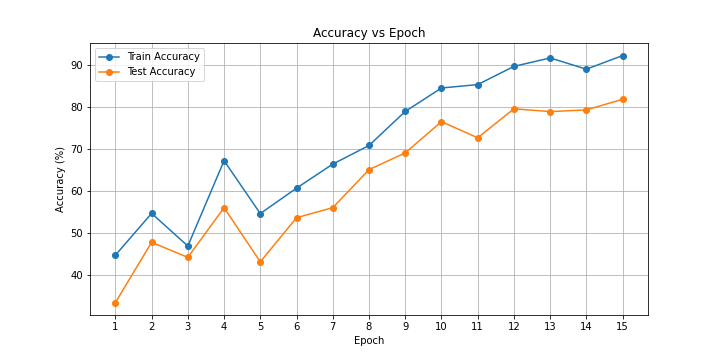 Accuracy vs Epoch
Train Accuracy
Test Accuracy
Accuracy (%)
90
80
70
60
50
40
1 2 3 4 5 6 7 8 9 10 11 12 13 14 15
Epoch